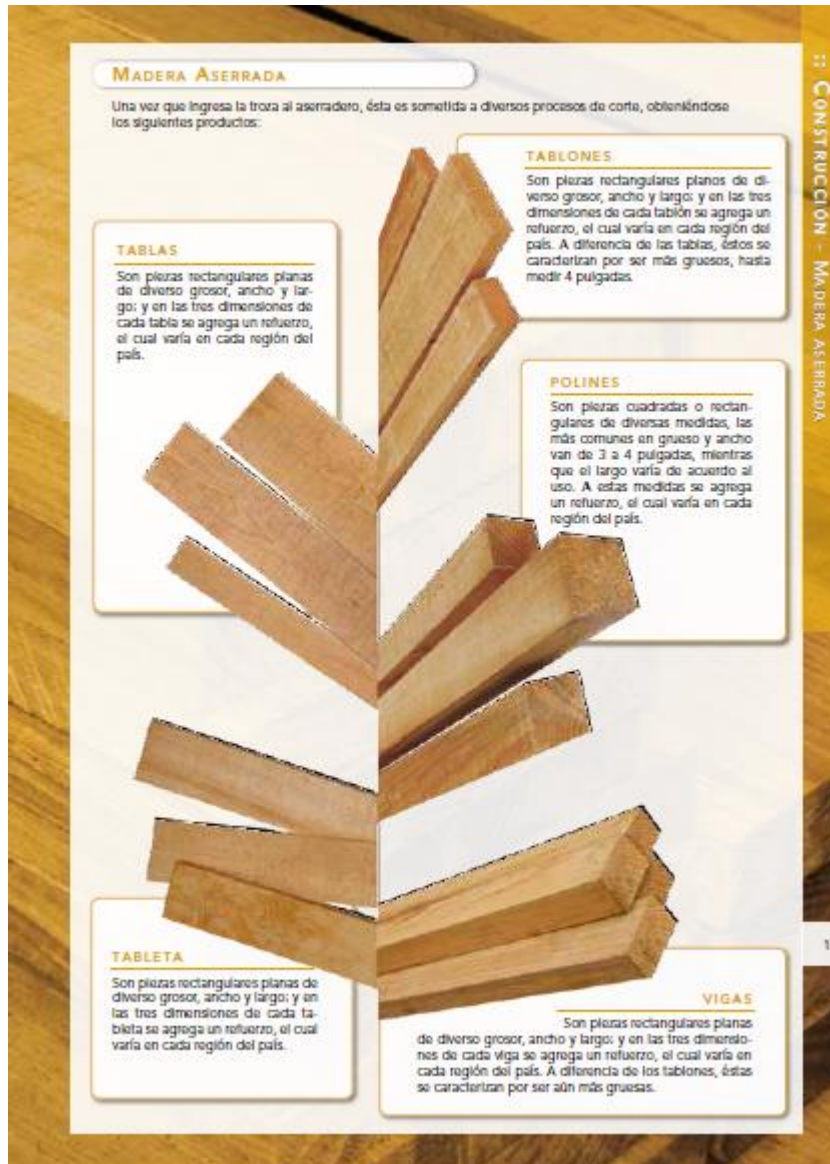 MADERA ASERRADA
Una vez que ingresa la troza al aserradero, ésta es sometida a diversos procesos de corte, obteniéndose
los siguientes productos:
TABLONES
Son piezas rectangulares planos de di-
verso grosor, ancho y largo; y en las tres
dimensiones de cada tablón se agrega un
refuerzo, el cual varía en cada región del
país. A diferencia de las tablas, éstos se
caracterizan por ser más gruesos, hasta
medir 4 pulgadas.
TABLAS
Son piezas rectangulares planas
de diverso grosor, ancho y lar-
go; y en las tres dimensiones de
cada tabla se agrega un refuerzo,
el cual varía en cada región del
país.
POLINES
Son piezas cuadradas o rectan-
gulares de diversas medidas, las
más comunes en grueso y ancho
van de 3 a 4 pulgadas, mientras
que el largo varía de acuerdo al
uso. A estas medidas se agrega
un refuerzo, el cual varía en cada
región del país.
TABLETA
Son piezas rectangulares planas de
diverso grosor, ancho y largo; y en
las tres dimensiones de cada ta-
bleta se agrega un refuerzo, el cual
varía en cada región del país.
VIGAS
Son piezas rectangulares planas
de diverso grosor, ancho y largo; y en las tres dimensio-
nes de cada viga se agrega un refuerzo, el cual varía en
cada región del país. A diferencia de los tablones, éstas
se caracterizan por ser aún más gruesas.
:: CONSTRUCCIÓN - MADERA ASERRADA
1